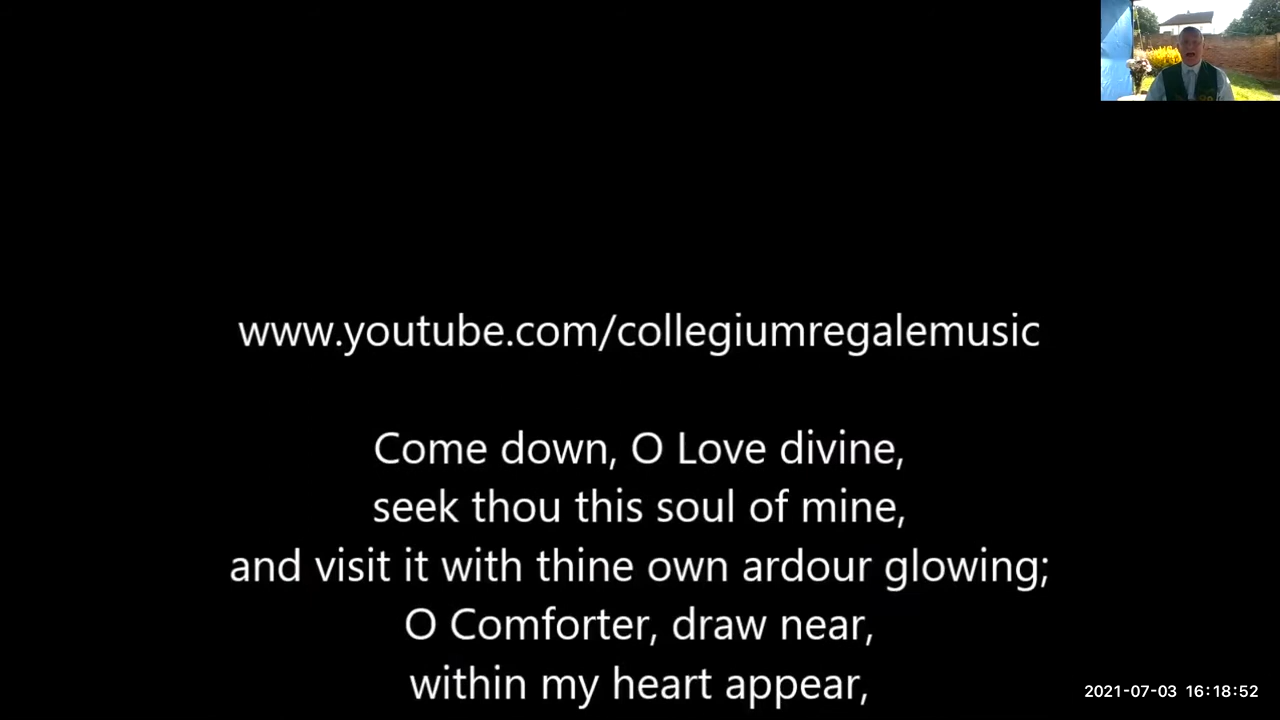 www.youtube.com/collegiumregalemusic
Come down, O Love divine,
seek thou this soul of mine,
and visit it with thine own ardour glowing;
O Comforter, draw near,
within my heart appear,
2021-07-03 16:18:52